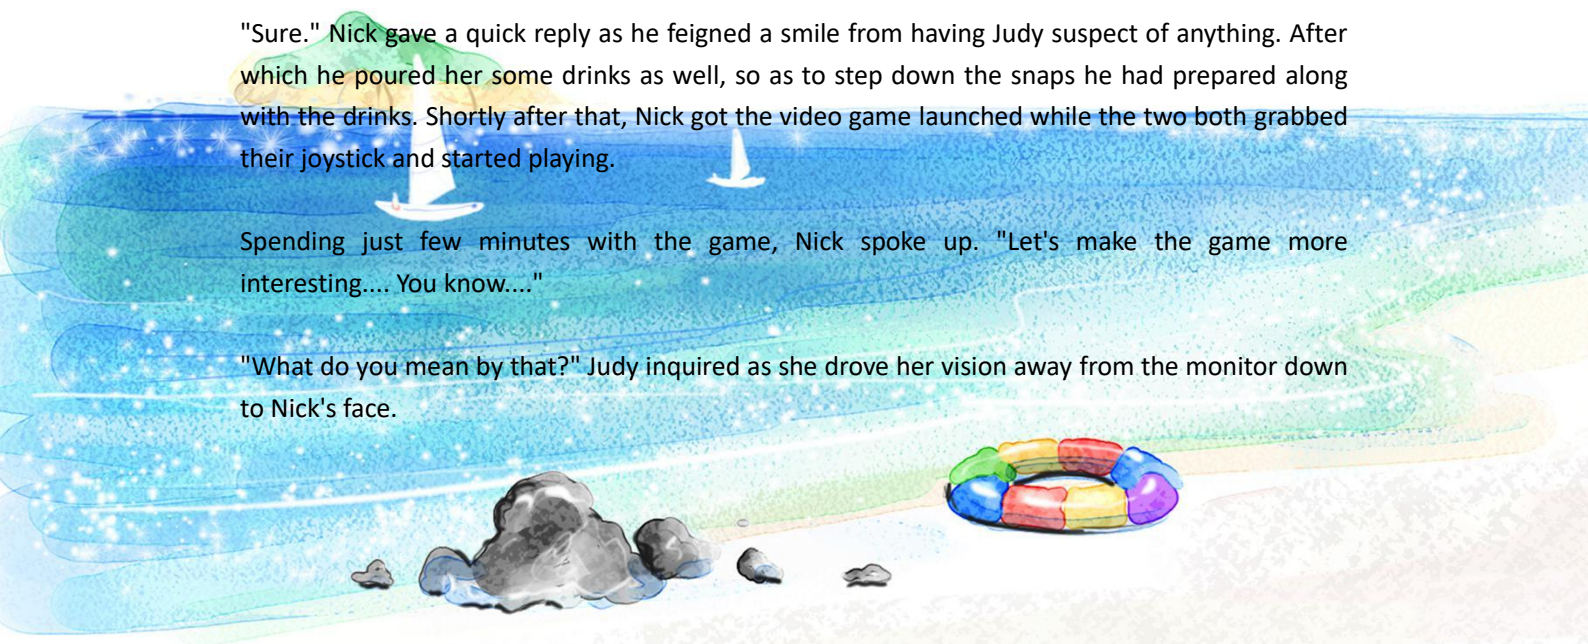 "Sure." Nick gave a quick reply as he feigned a smile from having Judy suspect of anything. After
which he poured her some drinks as well, so as to step down the snaps he had prepared along
with the drinks. Shortly after that, Nick got the video game launched while the two both grabbed
their joystick and started playing.
Spending just few minutes with the game, Nick spoke up. "Let's make the game more
interesting.... You know...."
"What do you mean by that?" Judy inquired as she drove her vision away from the monitor down
to Nick's face.